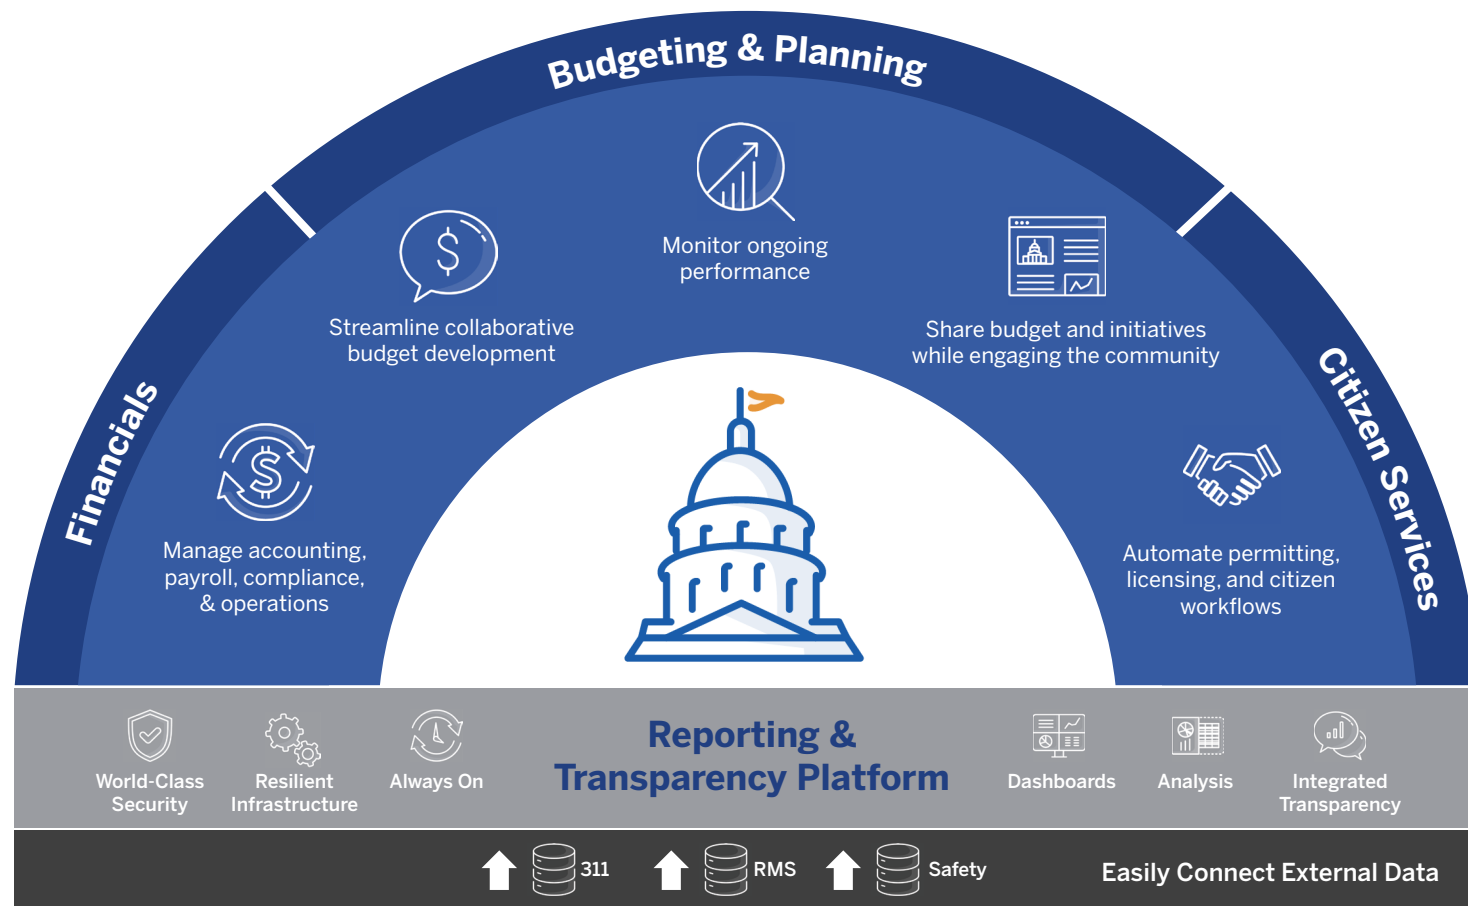 Budgeting & Planning
Financials
Citizen Services
Monitor ongoing
performance
Streamline collaborative
budget development
Share budget and initiatives
while engaging the community
Manage accounting,
payroll, compliance,
& operations
Automate permitting,
licensing, and citizen
workflows
World-Class
Security
Resilient
Infrastructure
Always On
Reporting &
Transparency Platform
Dashboards
Analysis
Integrated
Transparency
311
RMS
Safety
Easily Connect External Data